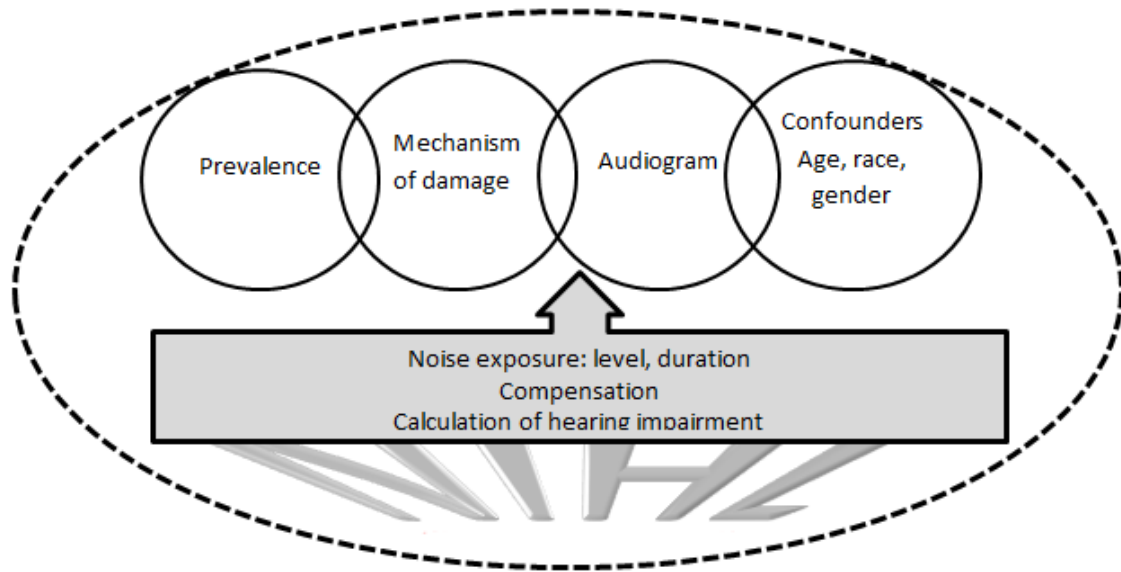 Prevalence
Mechanism
of damage
Audiogram
Confounders
Age, race,
gender
Noise exposure: level, duration
Compensation
Calculation of hearing impairment